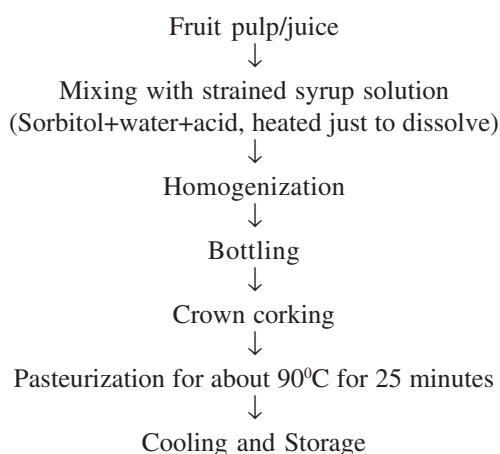 Fruit pulp/juice
↓
Mixing with strained syrup solution
(Sorbitol+water+acid, heated just to dissolve)
↓
Homogenization
↓
Bottling
↓
Crown corking
↓
Pasteurization for about 90⁰C for 25 minutes
↓
Cooling and Storage